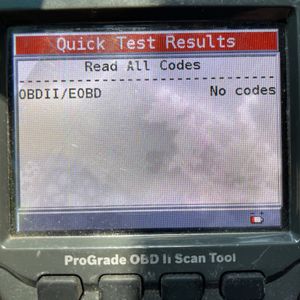 Quick Test Results
Read All Codes
OBDII/EOBD No codes
ProGrade OBD II Scan Tool